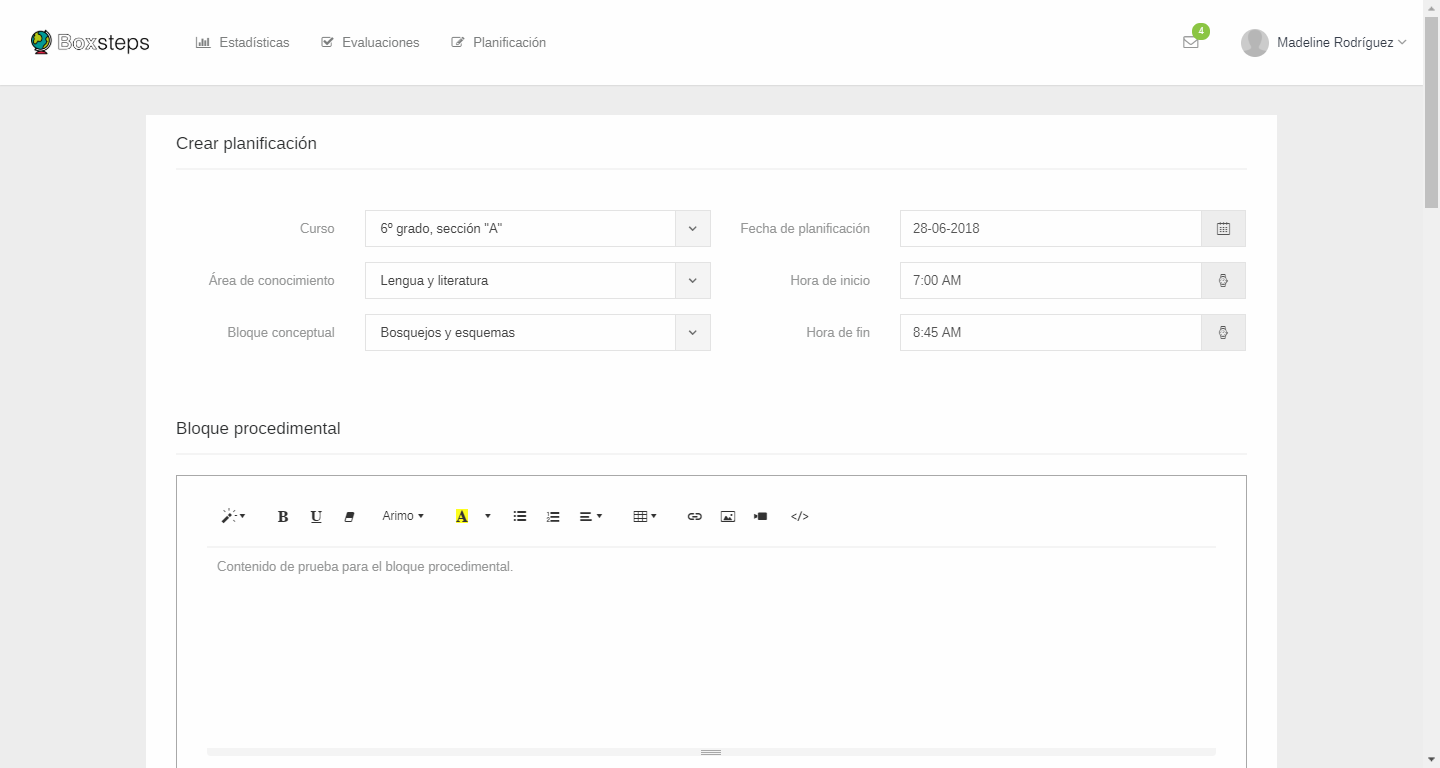 Boxsteps Estadísticas Evaluaciones Planificación 4 Madeline Rodríguez
Crear planificación
Curso 6º grado, sección "A" Fecha de planificación 28-06-2018
Área de conocimiento Lengua y literatura Hora de inicio 7:00 AM
Bloque conceptual Bosquejos y esquemas Hora de fin 8:45 AM
Bloque procedimental
B U Arimo A </>
Contenido de prueba para el bloque procedimental.